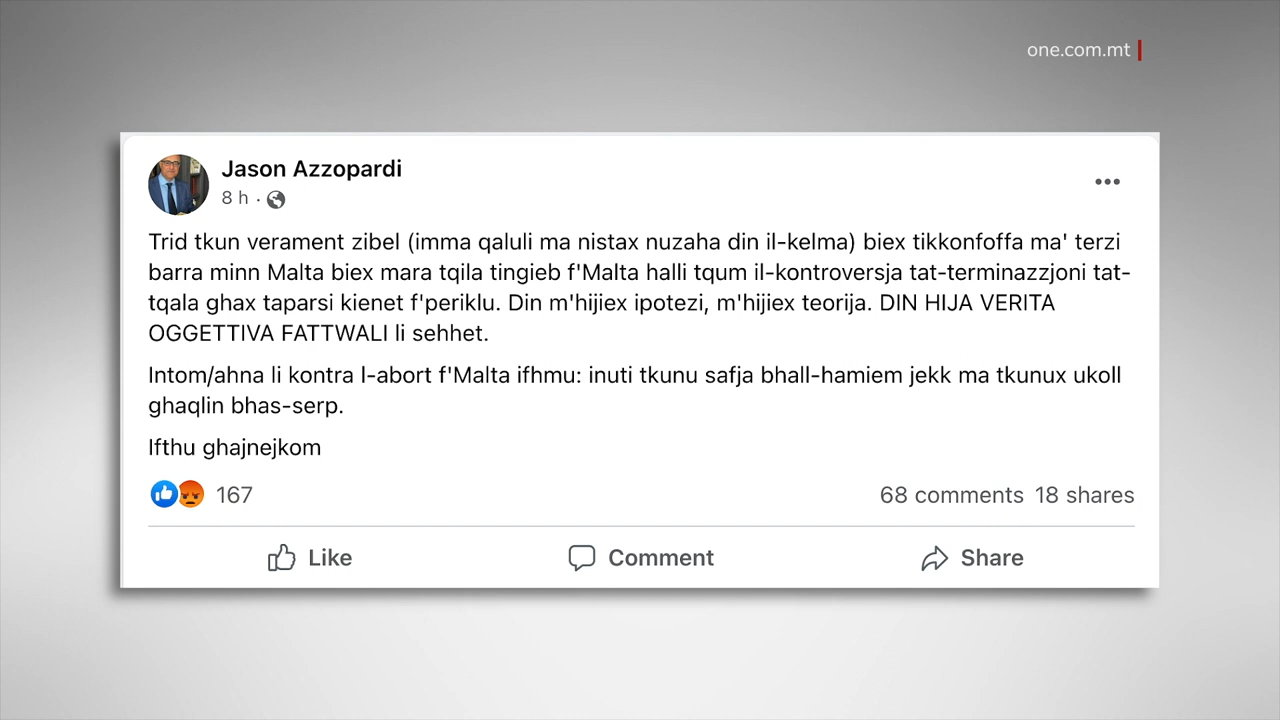 one.com.mt
Jason Azzopardi
8 h ·
Trid tkun verament zibel (imma qaluli ma nistax nuzaha din il-kelma) biex tikkonfoffa ma' terzi
barra minn Malta biex mara tqila tingieb f'Malta halli tqum il-kontroversja tat-terminazzjoni tat-
tqala ghax taparsi kienet f'periklu. Din m'hijiex ipotezi, m'hijiex teorija. DIN HIJA VERITA
OGGETTIVA FATTWALI li sehhet.
Intom/ahna li kontra l-abort f'Malta ifhmu: inuti tkunu safja bhall-hamiem jekk ma tkunux ukoll
ghaqlin bhas-serp.
Ifthu ghajnejkom
167
68 comments 18 shares
Like Comment Share